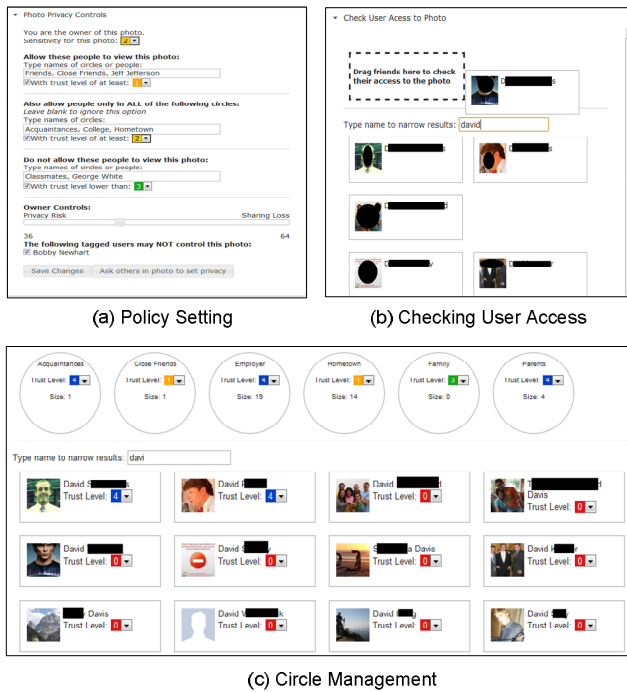 Photo Privacy Controls
You are the owner of this photo.
Sensitivity for this photo: 2
Allow these people to view this photo:
Type names of circles or people:
Friends, Close Friends, Jeff Jefferson
With trust level of at least: 1
Also allow people only in ALL of the following circles:
Leave blank to ignore this option
Type names of circles:
Acquaintances, College, Hometown
With trust level of at least: 2
Do not allow these people to view this photo:
Type names of circles or people:
Classmates, George White
With trust level lower than: 3
Owner Controls:
Privacy Risk Sharing Loss
36 64
The following tagged users may NOT control this photo:
Bobby Newhart
Save Changes Ask others in photo to set privacy
(a) Policy Setting
Check User Acess to Photo
Drag friends here to check
their access to the photo
D s
Type name to narrow results: david
D s D s
D d
D y Da r
(b) Checking User Access
Acquaintances Close Friends Employer Hometown Family Parents
Trust Level: 4 Trust Level: 1 Trust Level: 4 Trust Level: 1 Trust Level: 3 Trust Level: 4
Size: 1 Size: 1 Size: 19 Size: 14 Size: 0 Size: 4
Type name to narrow results: davi
David S s David David d T d
Davis
Trust Level: 4 Trust Level: 4 Trust Level: 0 Trust Level: 0
David David S y S a Davis David r
Trust Level: 0 Trust Level: 0 Trust Level: 0 Trust Level: 0
y Davis David k David g David y
Trust Level: 0 Trust Level: 0 Trust Level: 0 Trust Level: 0
(c) Circle Management